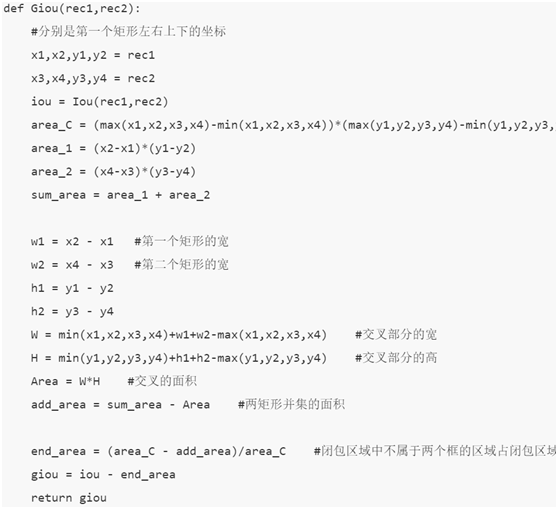 def Giou(rec1,rec2):
#分别是第一个矩形左右上下的坐标
x1,x2,y1,y2 = rec1
x3,x4,y3,y4 = rec2
iou = Iou(rec1,rec2)
area_C = (max(x1,x2,x3,x4)-min(x1,x2,x3,x4))*(max(y1,y2,y3,y4)-min(y1,y2,y3,
area_1 = (x2-x1)*(y1-y2)
area_2 = (x4-x3)*(y3-y4)
sum_area = area_1 + area_2
w1 = x2 - x1 #第一个矩形的宽
w2 = x4 - x3 #第二个矩形的宽
h1 = y1 - y2
h2 = y3 - y4
W = min(x1,x2,x3,x4)+w1+w2-max(x1,x2,x3,x4) #交叉部分的宽
H = min(y1,y2,y3,y4)+h1+h2-max(y1,y2,y3,y4) #交叉部分的高
Area = W*H #交叉的面积
add_area = sum_area - Area #两矩形并集的面积
end_area = (area_C - add_area)/area_C #闭包区域中不属于两个框的区域占闭包区域
giou = iou - end_area
return giou